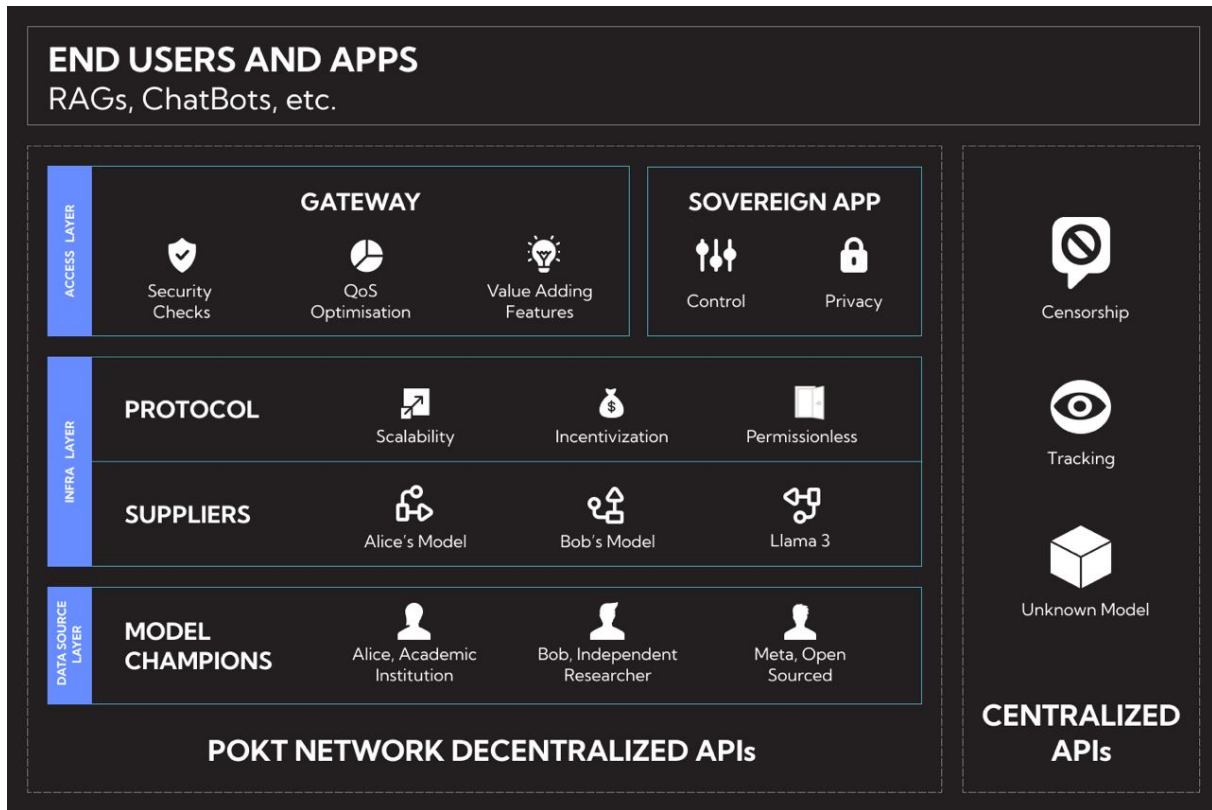 END USERS AND APPS
RAGs, ChatBots, etc.
ACCESS LAYER
GATEWAY
Security
Checks
QoS
Optimisation
Value Adding
Features
SOVEREIGN APP
Control
Privacy
INFRA LAYER
PROTOCOL
Scalability
Incentivization
Permissionless
SUPPLIERS
Alice's Model
Bob's Model
Llama 3
DATA SOURCE
LAYER
MODEL
CHAMPIONS
Alice, Academic
Institution
Bob, Independent
Researcher
Meta, Open
Sourced
POKT NETWORK DECENTRALIZED APIs
Censorship
Tracking
Unknown Model
CENTRALIZED
APIs